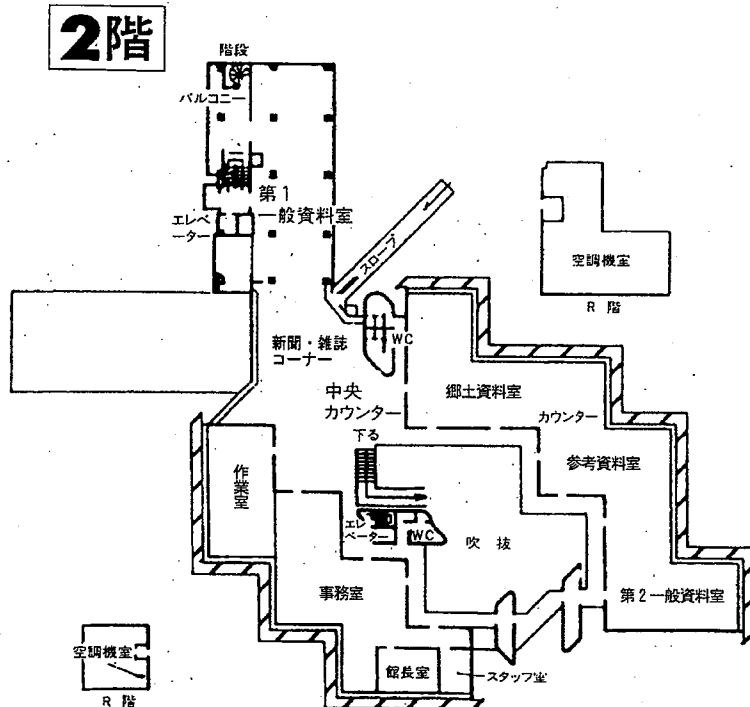 2階
階段
バルコニー
第1
一般資料室
エレベ
ーター
スロープ
空調機室
R 階
新聞・雑誌
コーナー
WC
中央
カウンター
郷土資料室
カウンター
下る
参考資料室
作業室
エレ
ベーター
WC
吹 抜
事務室
第2一般資料室
空調機室
館長室
スタッフ室
R 階